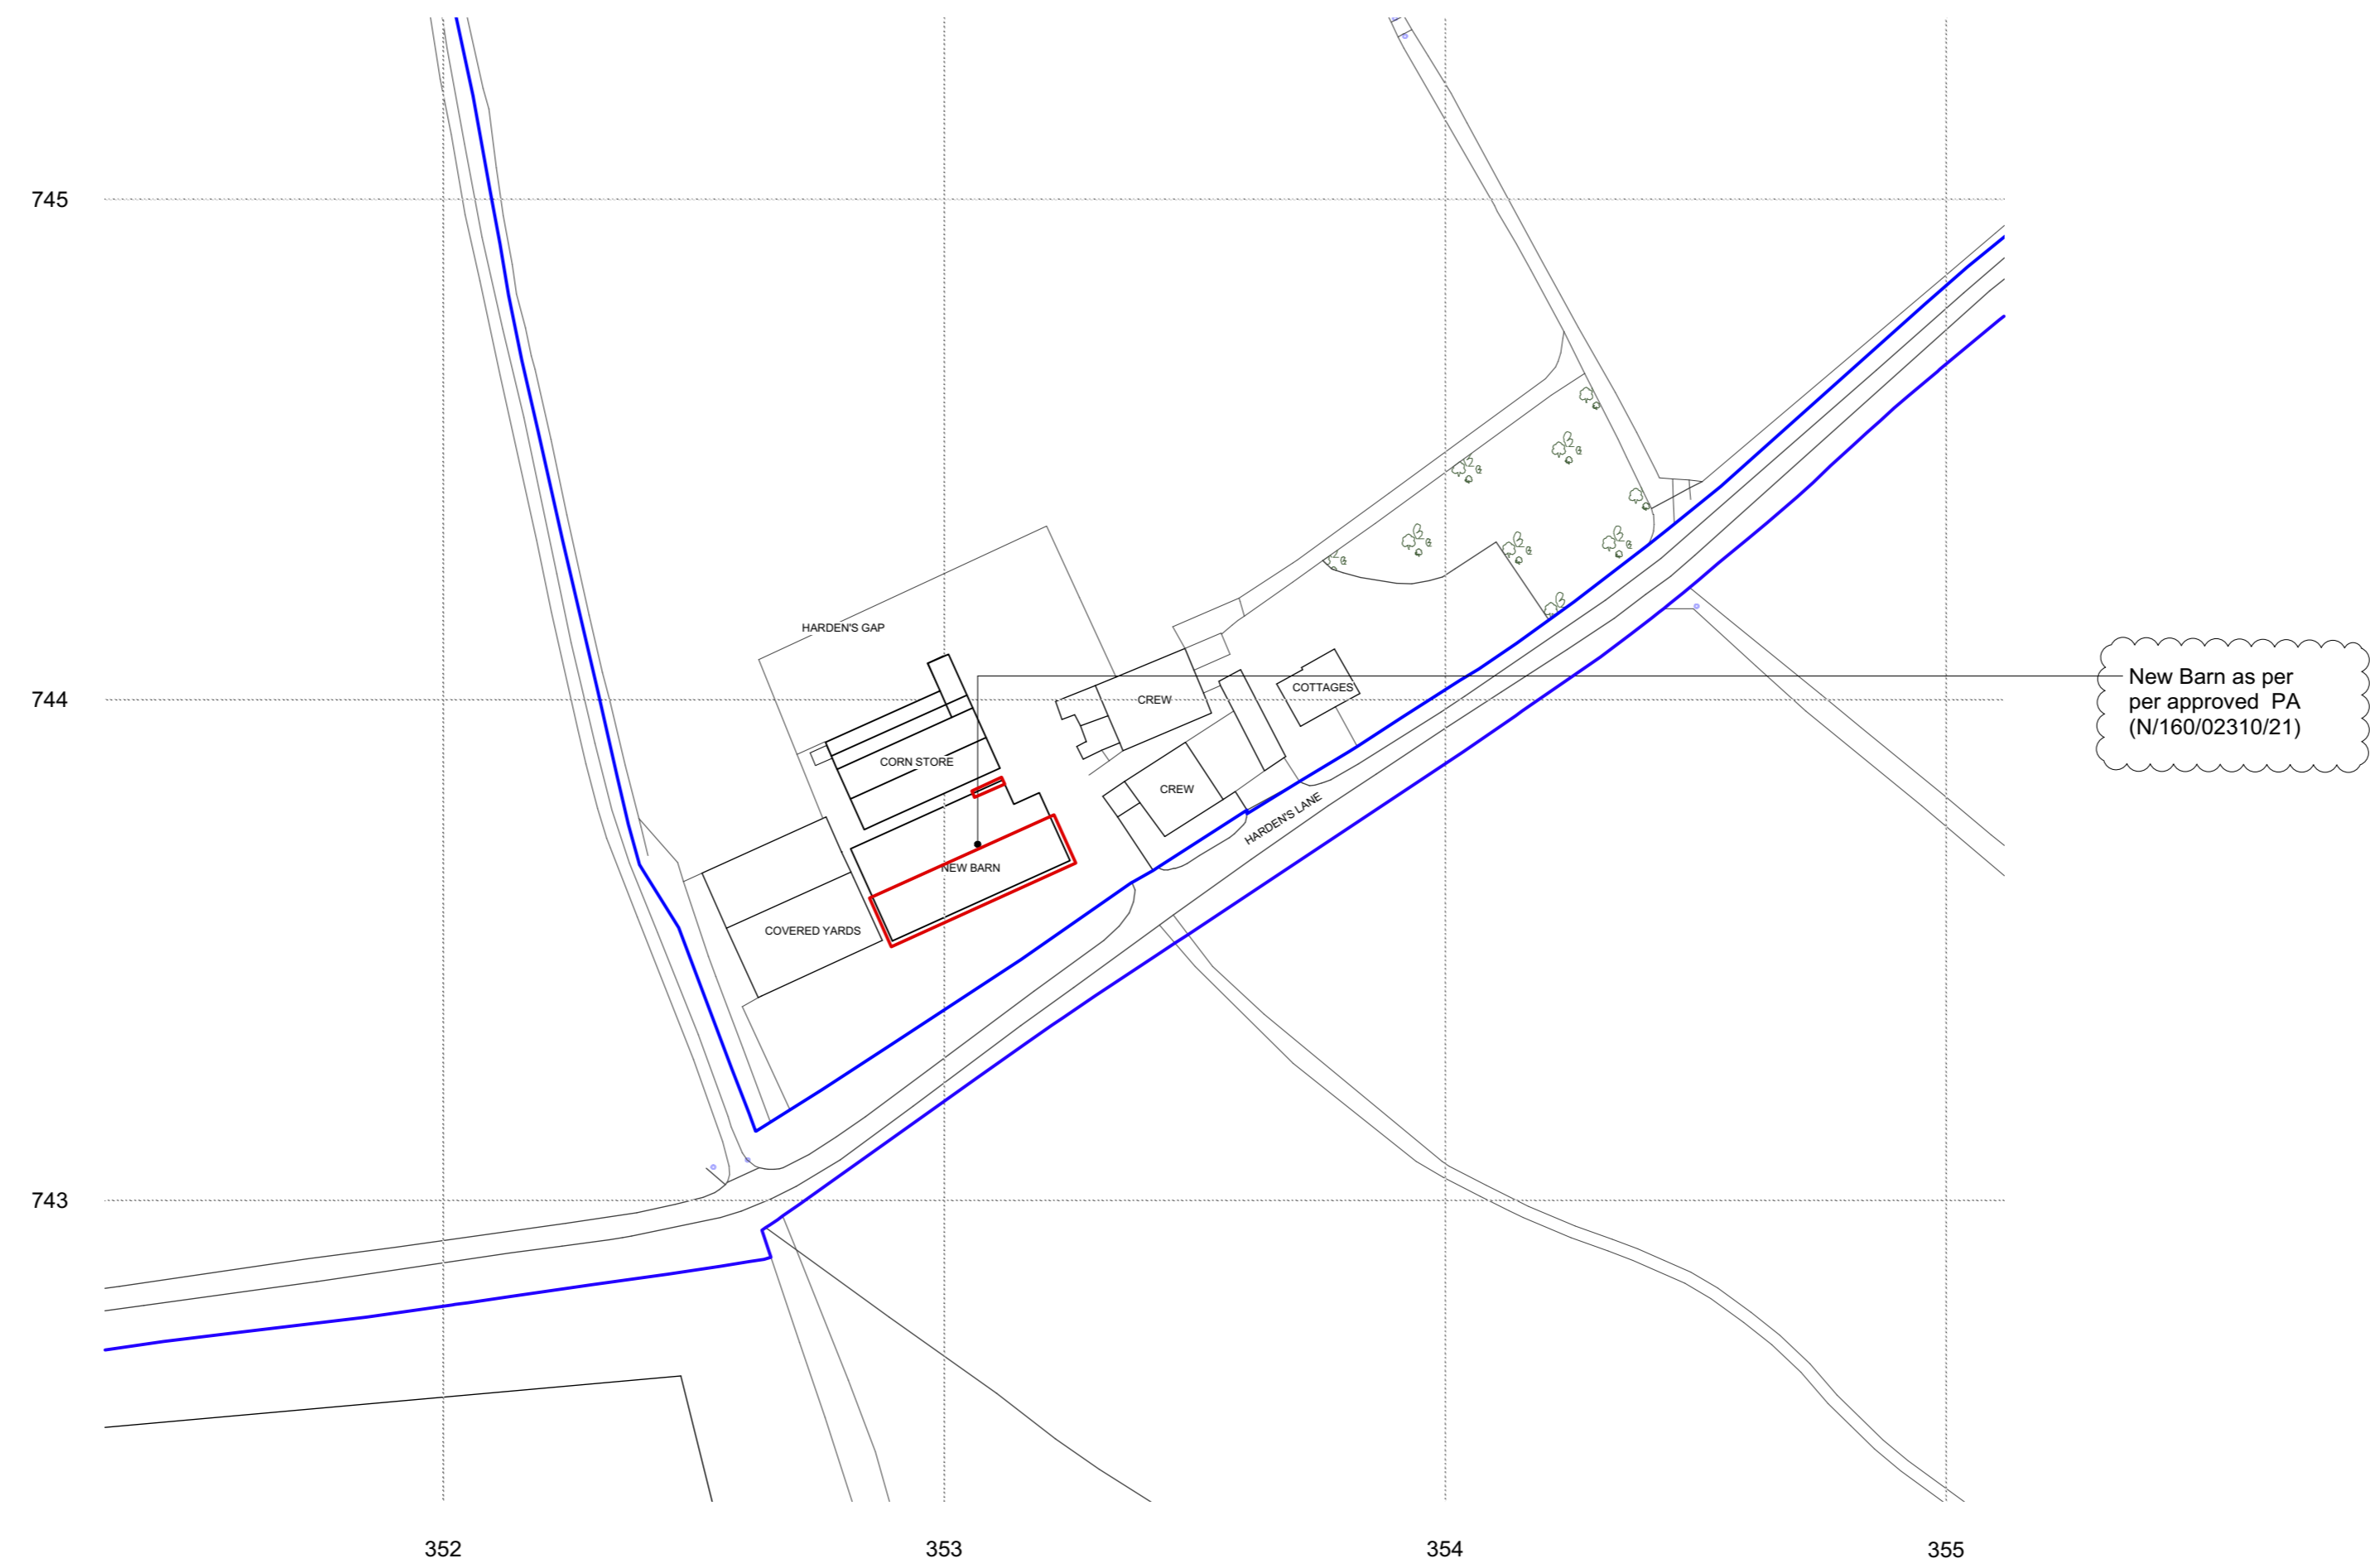 745
HARDEN'S GAP
744
COTTAGES
CREW
New Barn as per
per approved  PA
(N/160/02310/21)
CORN STORE
CREW
HARDEN'S LANE
NEW BARN
COVERED YARDS
743
352
353
354
355